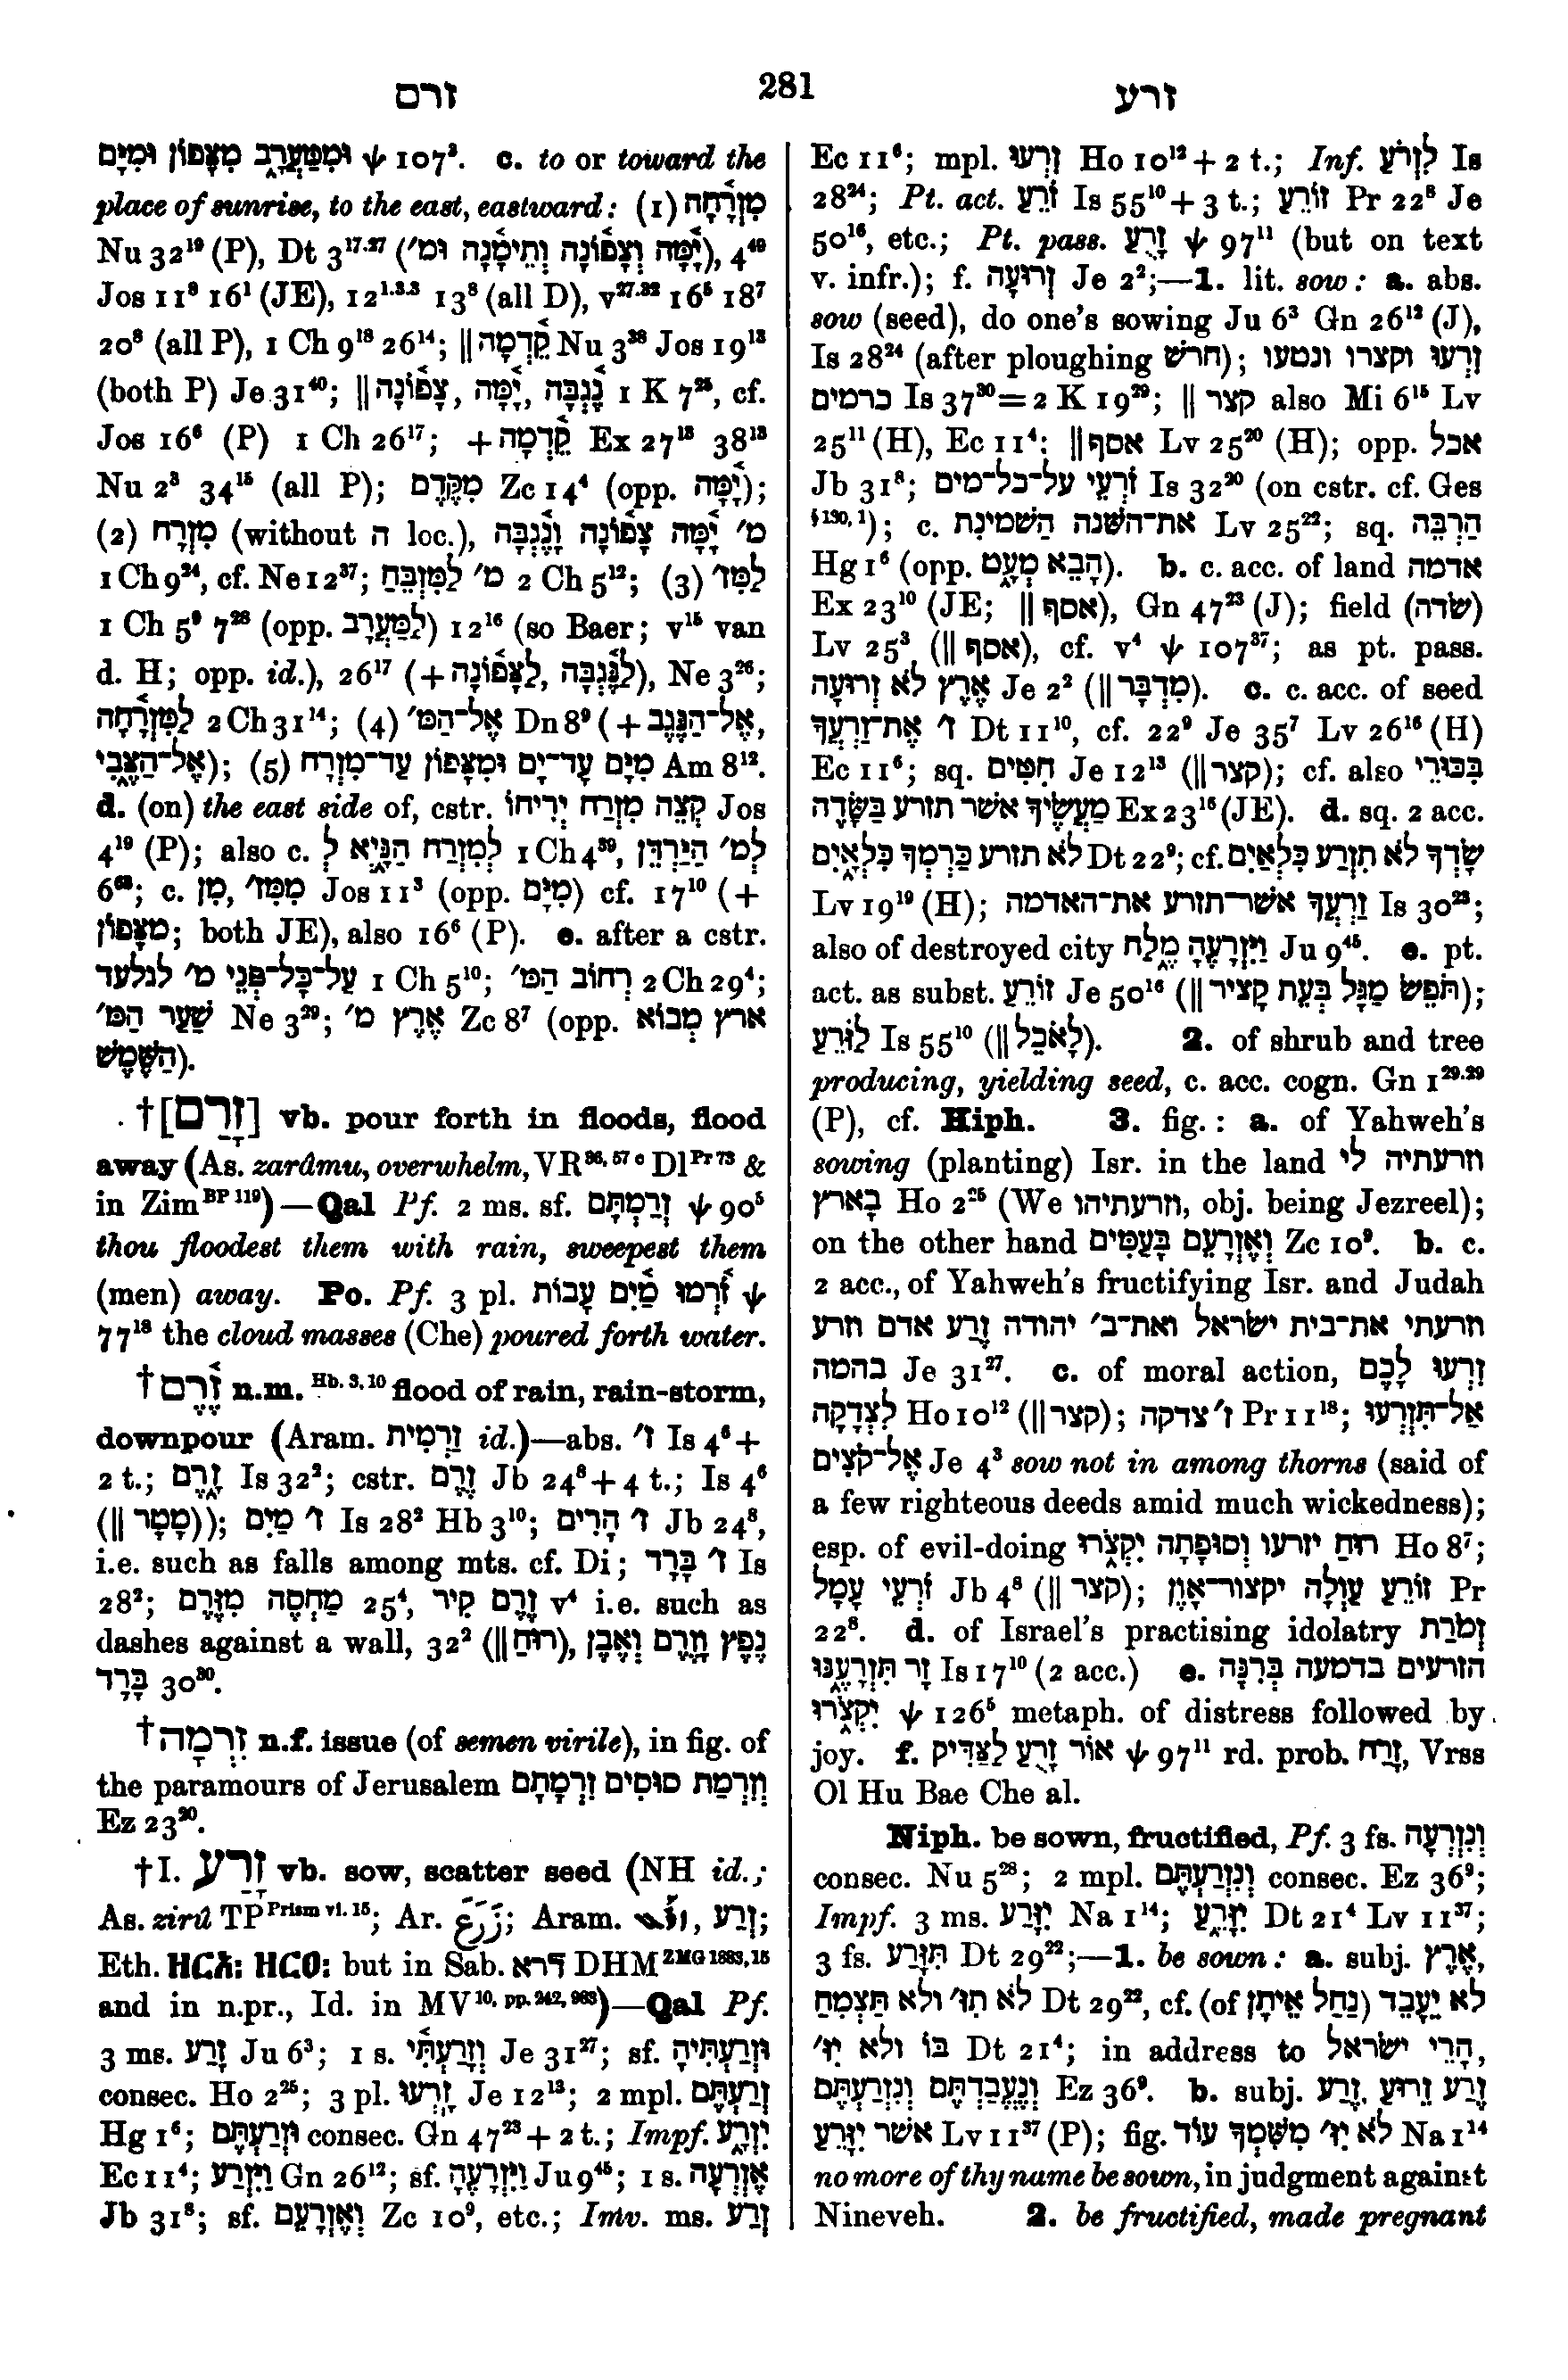 זרם 281 זרע
וּמִמַּעֲרָב מִצָּפוֹן וּמִיָּם ψ 107³. c. to or toward the
place of sunrise, to the east, eastward: (1) מִזְרָ֫חָה
Nu 32¹⁹ (P), Dt 3¹⁷·²⁷ (יָ֫מָּה וְצָפֹ֫נָה וְתֵימָ֫נָה וּמ׳), 4⁴⁹
Jos 11⁸ 16¹ (JE), 12¹·³·³ 13⁸ (all D), v²⁷·³² 16⁵ 18⁷
20⁸ (all P), 1 Ch 9¹⁸ 26¹⁴; || קֵ֫דְמָה Nu 3³⁸ Jos 19¹³
(both P) Je 31⁴⁰; || נֶ֫גְבָּה, יָ֫מָּה, צָפ֫וֹנָה 1 K 7²⁵, cf.
Jos 16⁶ (P) 1 Ch 26¹⁷; + קֵ֫דְמָה Ex 27¹³ 38¹³
Nu 2³ 34¹⁵ (all P); מִקֶּדֶם Zc 14⁴ (opp. יָ֫מָּה);
(2) מִזְרָח (without ה loc.), מ׳ יָ֫מָּה צָפ֫וֹנָה וָנֶ֫גְבָּה
1 Ch 9²⁴, cf. Ne 12³⁷; מ׳ לַמִּזְבֵּחַ 2 Ch 5¹²; (3) לַמִּז׳
1 Ch 5⁹ 7²⁸ (opp. לַמַּעֲרָב) 12¹⁶ (so Baer; v¹⁵ van
d. H; opp. id.), 26¹⁷ (+ לַצָּפ֫וֹנָה, לַנֶּ֫גְבָּה), Ne 3²⁶;
לַמִּזְרָ֫חָה 2 Ch 31¹⁴; (4) אֶל־הַמּ׳ Dn 8⁹ (+ אֶל־הַנֶּגֶב,
אֶל־הַצֶּבִי); (5) מִיָּם עַד־יָם וּמִצָּפוֹן עַד־מִזְרָח Am 8¹².
d. (on) the east side of, cstr. קְצֵה מִזְרַח יְרִיחוֹ Jos
4¹⁹ (P); also c. לְ לְמִזְרַח הַגָּיְא 1 Ch 4³⁹, לְמ׳ הַיַּרְדֵּן
6⁶³; c. מִן, מִמִּז׳ Jos 11³ (opp. מִיָּם) cf. 17¹⁰ (+
מִצָּפוֹן; both JE), also 16⁶ (P). e. after a cstr.
עַל־כָּל־פְּנֵי מ׳ לגלעד 1 Ch 5¹⁰; רְחוֹב הַמּ׳ 2 Ch 29⁴;
שַׁעַר הַמּ׳ Ne 3²⁹; אֶרֶץ מ׳ Zc 8⁷ (opp. ארץ מְבוֹא
הַשֶּׁמֶשׁ).
†[זָרַם] vb. pour forth in floods, flood
away (As. zarâmu, overwhelm, VR³⁶·⁵⁷ᶜ Dl^Pr 73 &
in Zim^BP 119)—Qal Pf. 2 ms. sf. זְרַמְתָּם ψ 90⁵
thou floodest them with rain, sweepest them
(men) away. Po. Pf. 3 pl. זֹ֫רְמוּ מַ֫יִם עָבוֹת ψ
77¹⁸ the cloud masses (Che) poured forth water.
†זֶ֫רֶם n.m. Hb. 3, 10 flood of rain, rain-storm,
downpour (Aram. זַרְמִית id.)—abs. ז׳ Is 4⁶ +
2 t.; זָרֶם Is 32²; cstr. זֶרֶם Jb 24⁸ + 4 t.; Is 4⁶
(|| מָטָר)); ז׳ מַיִם Is 28² Hb 3¹⁰; ז׳ הָרִים Jb 24⁸,
i.e. such as falls among mts. cf. Di; ז׳ בָּרָד Is
28²; מַחְסֶה מִזֶּרֶם 25⁴, זֶרֶם קִיר v⁴ i.e. such as
dashes against a wall, 32² (|| רוּחַ), נֶפֶץ וָזֶרֶם וְאֶבֶן
בָּרָד 30³⁰.
†זִרְמָה n.f. issue (of semen virile), in fig. of
the paramours of Jerusalem וְזִרְמַת סוּסִים זִרְמָתָם
Ez 23²⁰.
†I. זָרַע vb. sow, scatter seed (NH id.;
As. zirû TP^Prism vi. 15; Ar. زَرَعَ; Aram. ܙܪܥ, זְרַע;
Eth. ዘርአ፡ ዘርዐ፡ but in Sab. דרא DHM^ZMG 1883, 15
and in n.pr., Id. in MV^10, pp. 242, 983)—Qal Pf.
3 ms. זָרַע Ju 6³; 1 s. וְזָרַעְתִּ֫י Je 31²⁷; sf. וּזְרַעְתִּיהָ
consec. Ho 2²⁵; 3 pl. זָרְעוּ Je 12¹³; 2 mpl. זְרַעְתֶּם
Hg 1⁶; וּזְרַעְתֶּם consec. Gn 47²³ + 2 t.; Impf. יִזְרָע
Ec 11⁴; וַיִּזְרַע Gn 26¹²; sf. וַיִּזְרָעֶהָ Ju 9⁴⁵; 1 s. אֶזְרְעָה
Jb 31⁸; sf. וְאֶזְרָעֵם Zc 10⁹, etc.; Imv. ms. זְרַע
Ec 11⁶; mpl. זִרְעוּ Ho 10¹² + 2 t.; Inf. לִזְרֹעַ Is
28²⁴; Pt. act. זֹרֵעַ Is 55¹⁰ + 3 t.; זוֹרֵעַ Pr 22⁸ Je
50¹⁶, etc.; Pt. pass. זָרֻעַ ψ 97¹¹ (but on text
v. infr.); f. זְרוּעָה Je 2²;—1. lit. sow: a. abs.
sow (seed), do one's sowing Ju 6³ Gn 26¹² (J),
Is 28²⁴ (after ploughing חרשׁ); זִרְעוּ וקצרו ונטעו
כרמים Is 37³⁰ = 2 K 19²⁹; || קצר also Mi 6¹⁵ Lv
25¹¹ (H), Ec 11⁴; || אסף Lv 25²⁰ (H); opp. אכל
Jb 31⁸; זֹרְעֵי עַל־כל־מים Is 32²⁰ (on cstr. cf. Ges
§130, 1); c. את־השׁנה הַשְּׁמִינִת Lv 25²²; sq. הַרְבֵּה
Hg 1⁶ (opp. הָבֵא מְעָט). b. c. acc. of land אדמה
Ex 23¹⁰ (JE; || אסף), Gn 47²³ (J); field (שׂדה)
Lv 25³ (|| אסף), cf. v⁴ ψ 107³⁷; as pt. pass.
אֶרֶץ לֹא זְרוּעָה Je 2² (|| מִדְבָּר). c. c. acc. of seed
ז׳ אֶת־זַרְעֲךָ Dt 11¹⁰, cf. 22⁹ Je 35⁷ Lv 26¹⁶ (H)
Ec 11⁶; sq. חִטִּים Je 12¹³ (|| קצר); cf. also בִּכּוּרֵי
מַעֲשֶׂיךָ אשׁר תזרע בַּשָּׂדֶה Ex 23¹⁶ (JE). d. sq. 2 acc.
לֹא תזרע כַּרְמְךָ כִּלְאָיִם Dt 22⁹; cf. שָׂדְךָ לֹא תִזְרַע כִּלְאַיִם
Lv 19¹⁹ (H); זַרְעֲךָ אשׁר־תזרע את־האדמה Is 30²³;
also of destroyed city וַיִּזְרָעֶהָ מֶלַח Ju 9⁴⁵. e. pt.
act. as subst. זוֹרֵעַ Je 50¹⁶ (|| תֹּפֵשׂ מַגָּל בְּעֵת קָצִיר);
לַזֹּרֵעַ Is 55¹⁰ (|| לָאֹכֵל). 2. of shrub and tree
producing, yielding seed, c. acc. cogn. Gn 1²⁹·²⁹
(P), cf. Hiph. 3. fig.: a. of Yahweh's
sowing (planting) Isr. in the land וזרעתיה לִּי
בָּארץ Ho 2²⁵ (We וזרעתיהו, obj. being Jezreel);
on the other hand וְאֶזְרָעֵם בָּעַמִּים Zc 10⁹. b. c.
2 acc., of Yahweh's fructifying Isr. and Judah
וזרעתי את־בית ישׂראל ואת־ב׳ יהודה זֶרַע אדם וזרע
בהמה Je 31²⁷. c. of moral action, זִרְעוּ לָכֶם
לִצְדָקָה Ho 10¹² (|| קצר); ז׳ צדקה Pr 11¹⁸; אַל־תִּזְרְעוּ
אֶל־קֹצִים Je 4³ sow not in among thorns (said of
a few righteous deeds amid much wickedness);
esp. of evil-doing רוּחַ יזרעו וְסוּפָתָה יִקְצֹרוּ Ho 8⁷;
זֹרְעֵי עָמָל Jb 4⁸ (|| קצר); זוֹרֵעַ עַוְלָה יקצור־אָוֶן Pr
22⁸. d. of Israel's practising idolatry זְמֹרַת
זָר תִּזְרָעֶנּוּ Is 17¹⁰ (2 acc.) e. הזרעים בדמעה בְּרִנָּה
יִקְצֹרוּ ψ 126⁵ metaph. of distress followed by
joy. f. אוֹר זָרֻעַ לַצַּדִּיק ψ 97¹¹ rd. prob. זָרַח, Vrss
Ol Hu Bae Che al.
Niph. be sown, fructified, Pf. 3 fs. וְנִזְרְעָה
consec. Nu 5²⁸; 2 mpl. וְנִזְרַעְתֶּם consec. Ez 36⁹;
Impf. 3 ms. יִזָּרַע Na 1¹⁴; יִזָּרֵעַ Dt 21⁴ Lv 11³⁷;
3 fs. תִּזָּרַע Dt 29²²;—1. be sown: a. subj. אֶרֶץ,
לֹא תִז׳ ולא תַצְמִחַ Dt 29²², cf. (of נַחַל אֵיתָן) לא יֵעָבֵד
בּוֹ ולא יִזּ׳ Dt 21⁴; in address to הָרֵי ישׂראל,
וְנֶעֱבַדְתֶּם וְנִזְרַעְתֶּם Ez 36⁹. b. subj. זֶרַע, זֶרַע זֵרוּעַ
אשׁר יִזָּרֵעַ Lv 11³⁷ (P); fig. לֹא יִזּ׳ מִשִּׁמְךָ עוֹד Na 1¹⁴
no more of thy name be sown, in judgment against
Nineveh. 2. be fructified, made pregnant